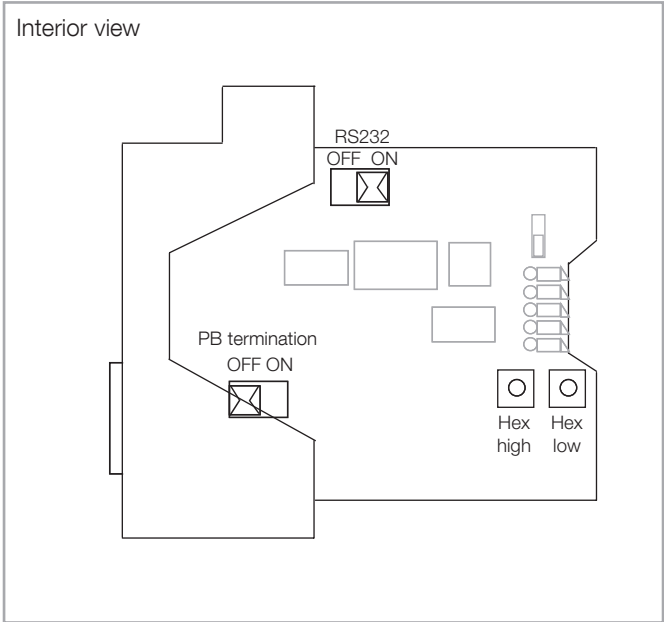 Interior view
RS232
OFF ON
PB termination
OFF ON
Hex Hex
high low